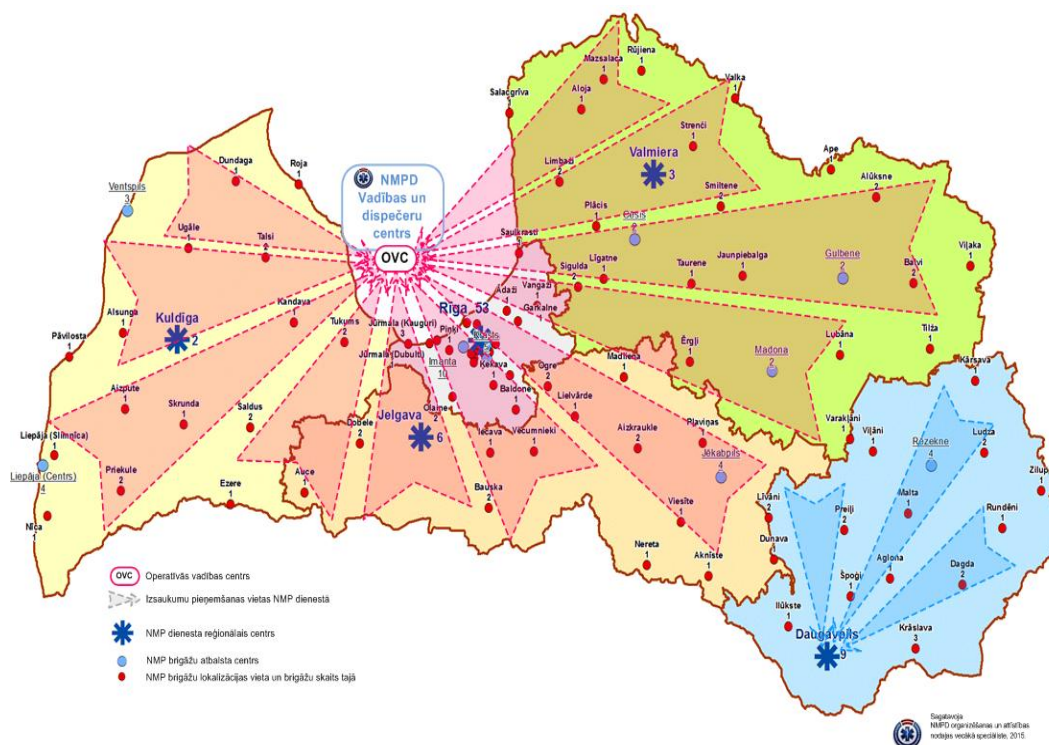 Rūjiena
1
Mazsalaca
1
Aloja
1
Salacgrīva
1
Valka
1
Strenči
1
Valmiera
3
Limbaži
2
Ape
1
Alūksne
2
Smiltene
2
Plācis
1
Cēsis
2
Dundaga
1
Roja
1
Ventspils
3
NMPD
Vadības un
dispečeru
centrs
OVC
Ugāle
1
Talsi
2
Saulkrasti
Sigulda
2
Līgatne
1
Taurene
1
Jaunpiebalga
1
Gulbene
2
Balvi
2
Viļaka
1
Ādaži
1
Vangaži
1
Garkalne
Rīga 53
Alsunga
1
Kuldīga
2
Kandava
1
Tukums
2
Jūrmala (Kauguri)
3
Piņķi
1
Jūrmala (Dubulti)
Imanta
10
Pāvilosta
1
Ērgļi
1
Lubāna
1
Tilža
1
Madona
2
Madliena
1
Kārsava
1
Ķekava
1
Baldone
1
Ogre
2
Aizpute
1
Skrunda
1
Saldus
2
Lielvārde
1
Olaine
2
Jelgava
6
Dobele
2
Iecava
1
Vecumnieki
1
Aizkraukle
2
Pļaviņas
1
Varakļāni
1
Viļāni
1
Rēzekne
4
Ludza
2
Liepāja (Slimnīca)
1
Liepāja (Centrs)
4
Priekule
2
Ezere
1
Auce
1
Bauska
2
Jēkabpils
4
Viesīte
1
Līvāni
2
Preiļi
2
Malta
1
Zilupe
1
Rundēni
1
Nīca
1
Nereta
1
Aknīste
1
Dunava
1
Aglona
1
Špoģi
1
Dagda
2
Ilūkste
1
Daugavpils
9
Krāslava
3
OVC Operatīvās vadības centrs
Izsaukumu pieņemšanas vietas NMP dienestā
NMP dienesta reģionālais centrs
NMP brigāžu atbalsta centrs
NMP brigāžu lokalizācijas vieta un brigāžu skaits tajā
Sagatavoja
NMPD organizēšanas un attīstības
nodaļas vecākā speciāliste, 2015.